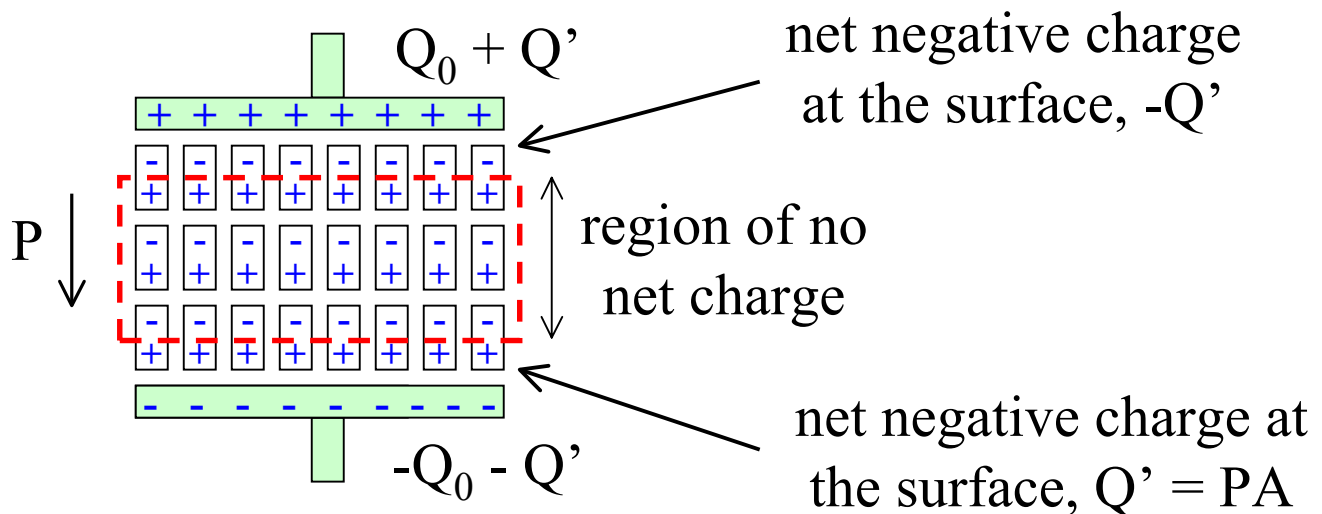 Q₀ + Q’
net negative charge
at the surface, -Q’
+ + + + + + + +
- - - - - - - -
+ + + + + + + +
P
- - - - - - - -
+ + + + + + + +
region of no
net charge
- - - - - - - -
+ + + + + + + +
- - - - - - - - -
-Q₀ - Q’
net negative charge at
the surface, Q’ = PA